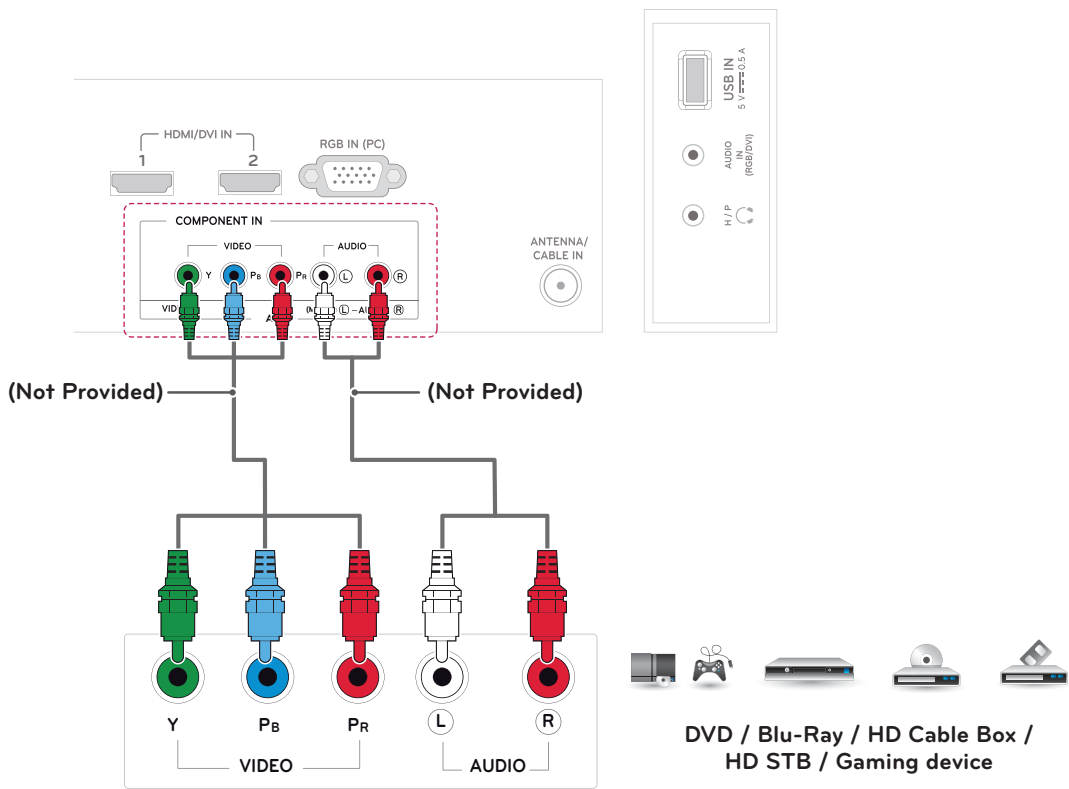 HDMI/DVI IN
1 2
RGB IN (PC)
COMPONENT IN
VIDEO AUDIO
Y PB PR L R
VID
L
R
ANTENNA/
CABLE IN
USB IN
5 V 0.5 A
AUDIO
IN
(RGB/DVI)
H/P
(Not Provided) (Not Provided)
Y PB PR L R
VIDEO AUDIO
DVD / Blu-Ray / HD Cable Box /
HD STB / Gaming device